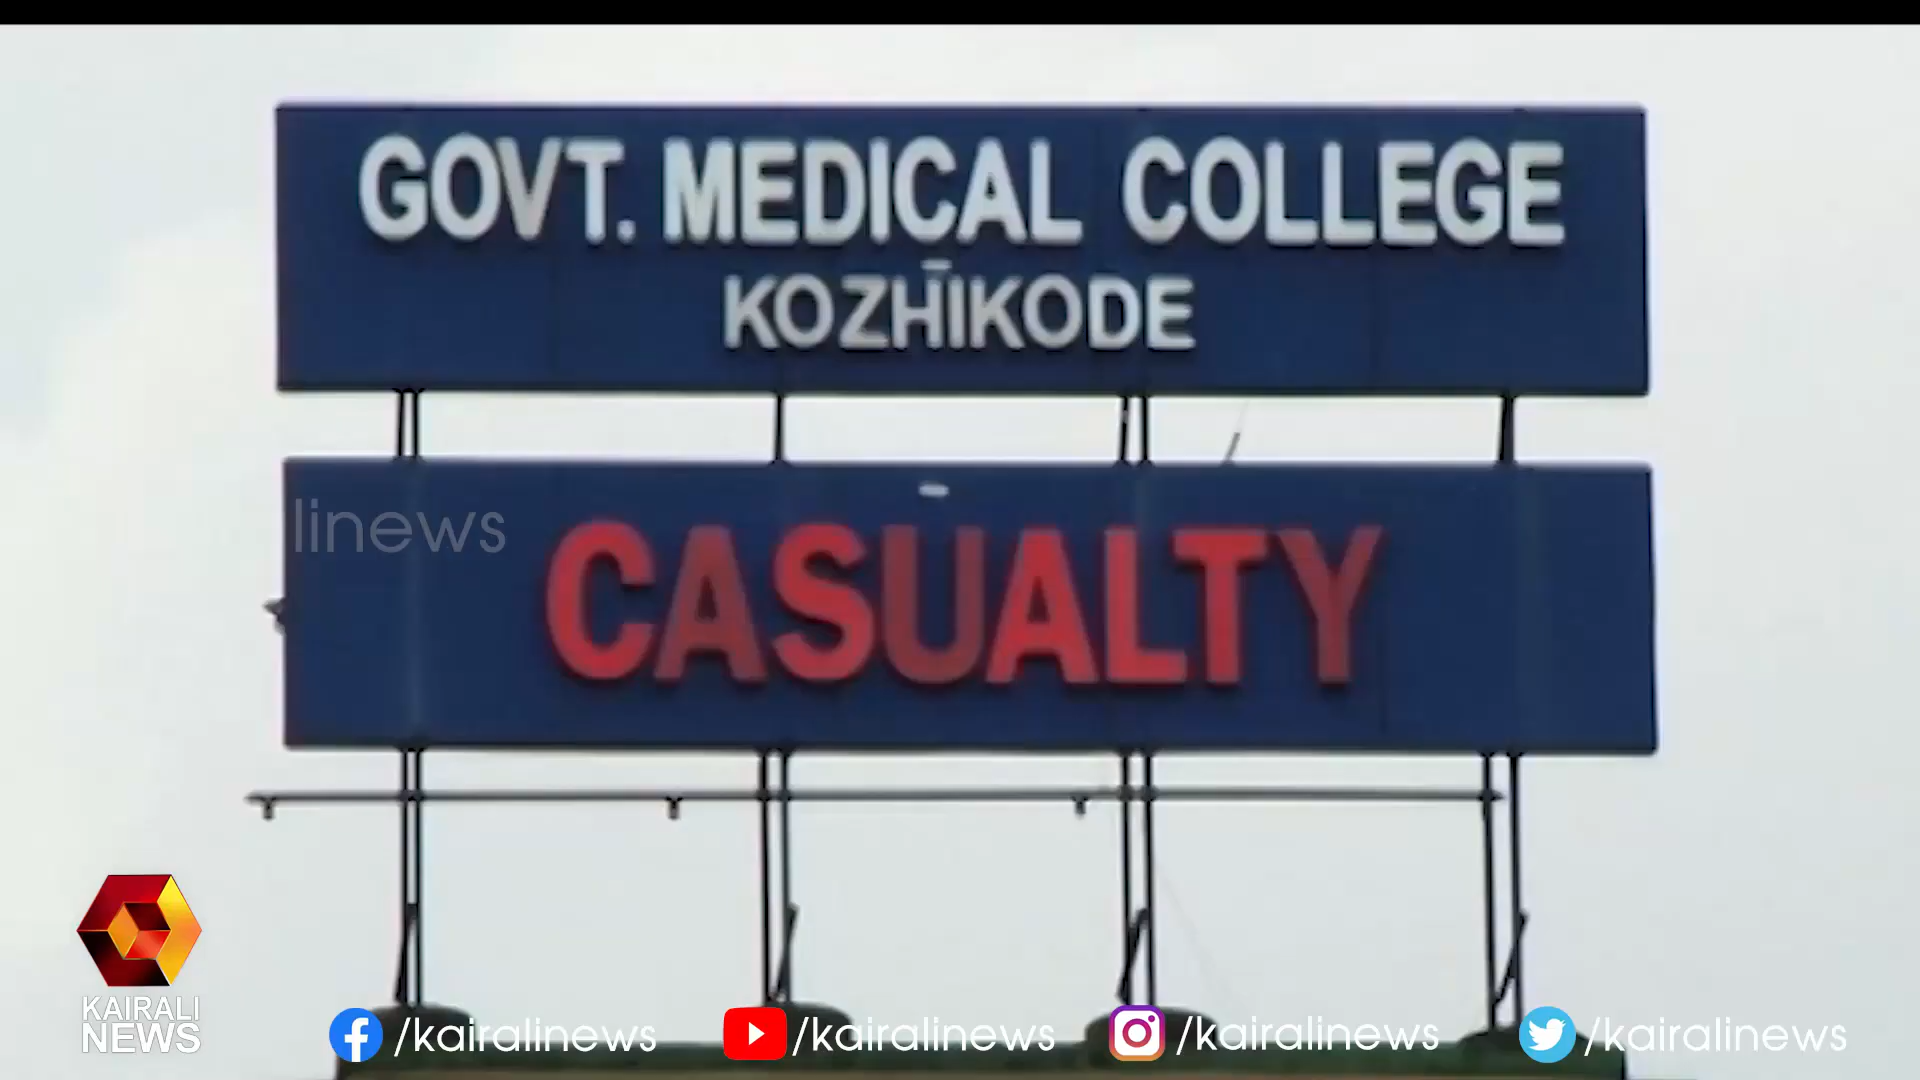 GOVT. MEDICAL COLLEGE
KOZHIKODE
linews
CASUALTY
KAIRALI
NEWS
/kairalinews
/kairalinews
/kairalinews
/kairalinews